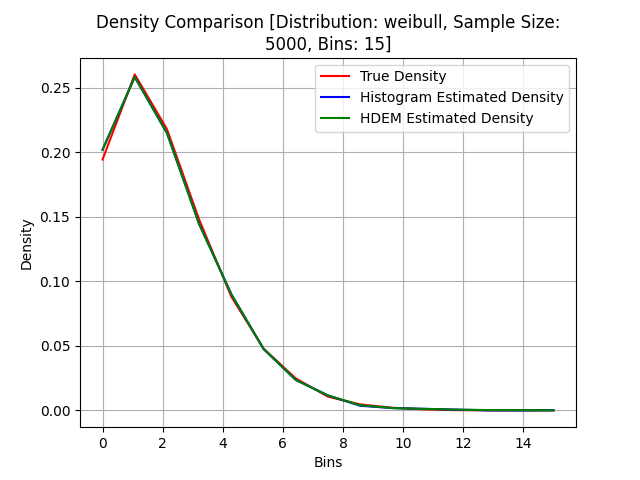 Density Comparison [Distribution: weibull, Sample Size:
5000, Bins: 15]
True Density
Histogram Estimated Density
HDEM Estimated Density
Density
0.25
0.20
0.15
0.10
0.05
0.00
0 2 4 6 8 10 12 14
Bins